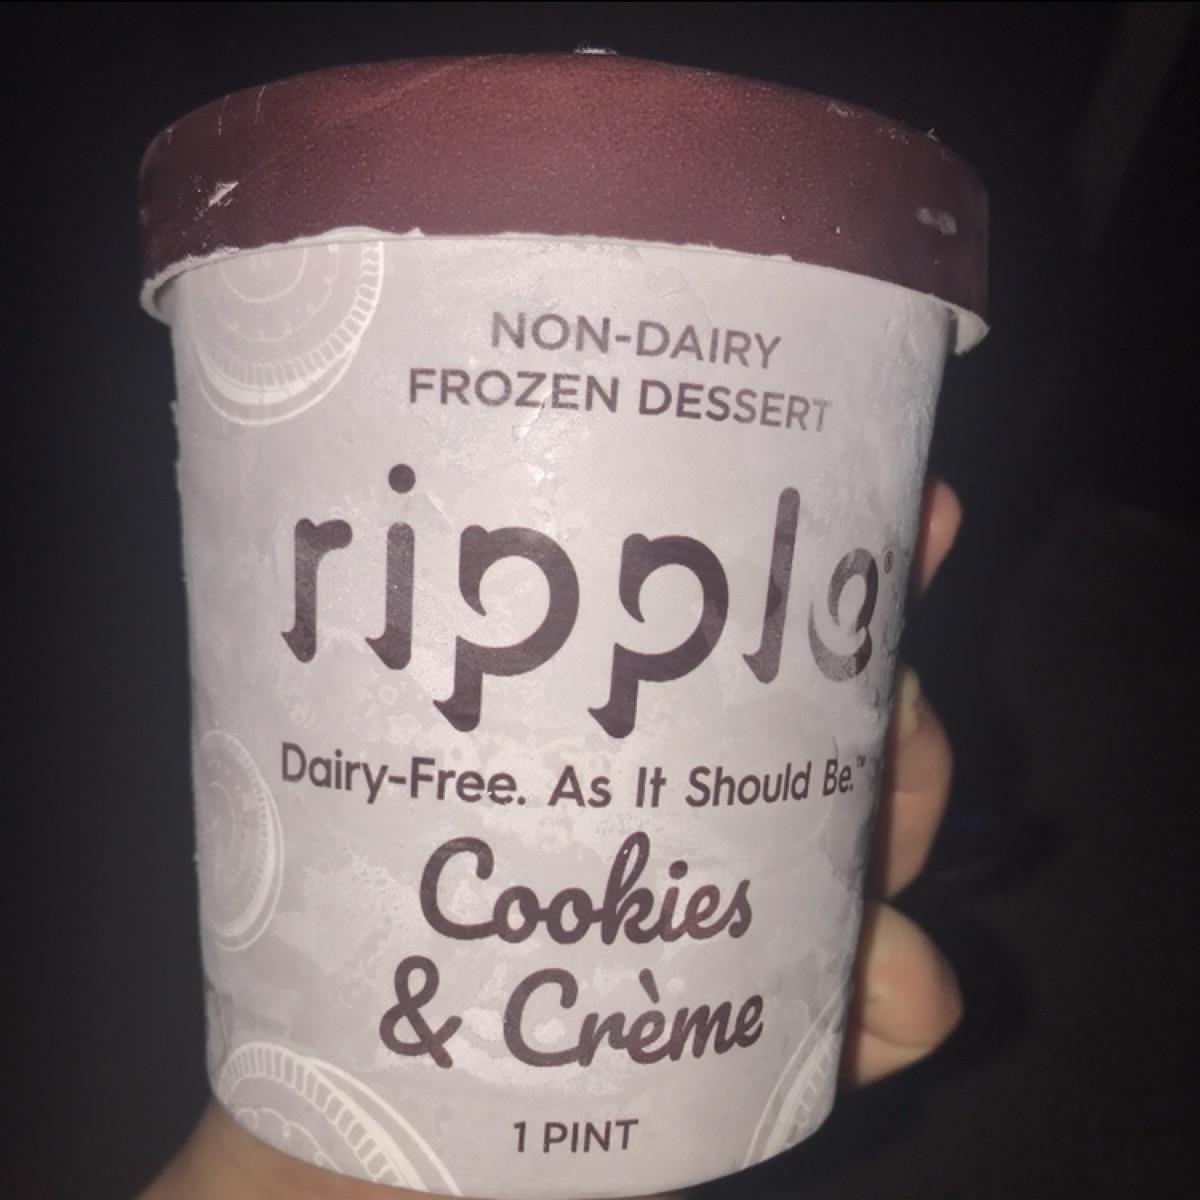 NON-DAIRY
FROZEN DESSERT
ripple®
Dairy-Free. As It Should Be.™
Cookies
& Crème
1 PINT